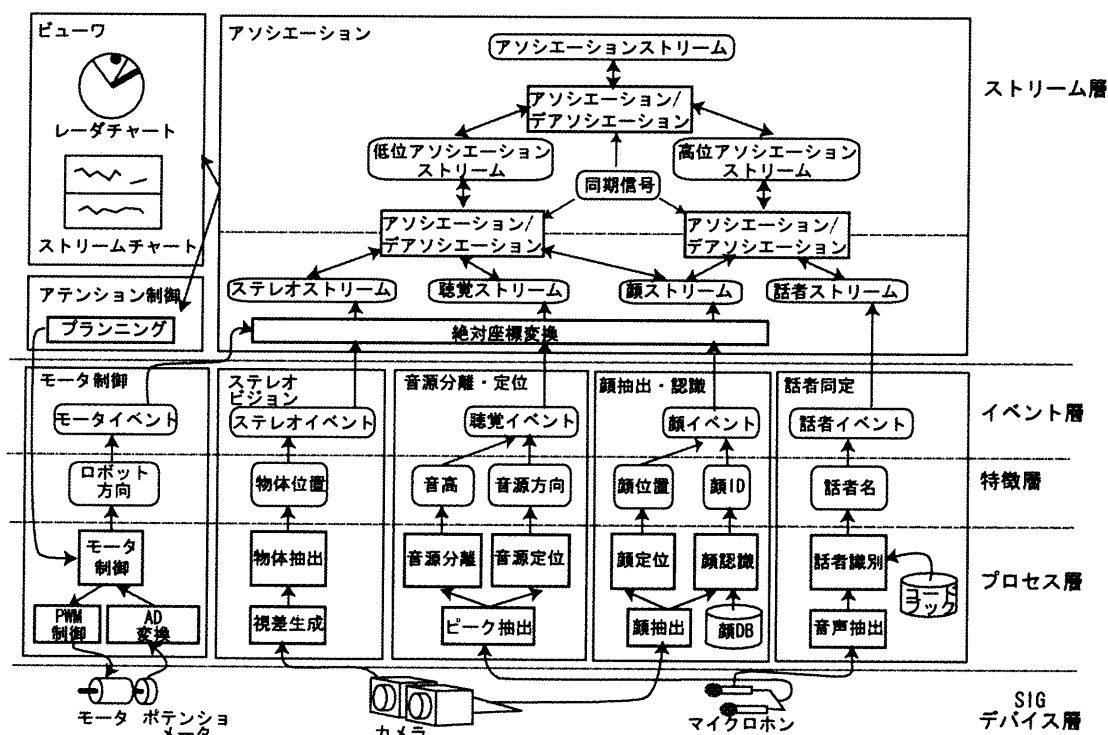 ビューワ
レーダチャート
ストリームチャート
アテンション制御
プランニング
アソシエーション
アソシエーションストリーム
アソシエーション/
デアソシエーション
低位アソシエーション
ストリーム
高位アソシエーション
ストリーム
同期信号
アソシエーション/
デアソシエーション
アソシエーション/
デアソシエーション
ステレオストリーム
聴覚ストリーム
顔ストリーム
話者ストリーム
絶対座標変換
ストリーム層
モータ制御
モータイベント
ロボット
方向
モータ
制御
PWM
制御
AD
変換
ステレオ
ビジョン
ステレオイベント
物体位置
物体抽出
視差生成
音源分離・定位
聴覚イベント
音高
音源方向
音源分離
音源定位
ピーク抽出
顔抽出・認識
顔イベント
顔位置
顔ID
顔定位
顔認識
顔抽出
顔DB
話者同定
話者イベント
話者名
話者識別
コード
ブック
音声抽出
イベント層
特徴層
プロセス層
モータ
ポテンショ
メータ
カメラ
マイクロホン
SIG
デバイス層